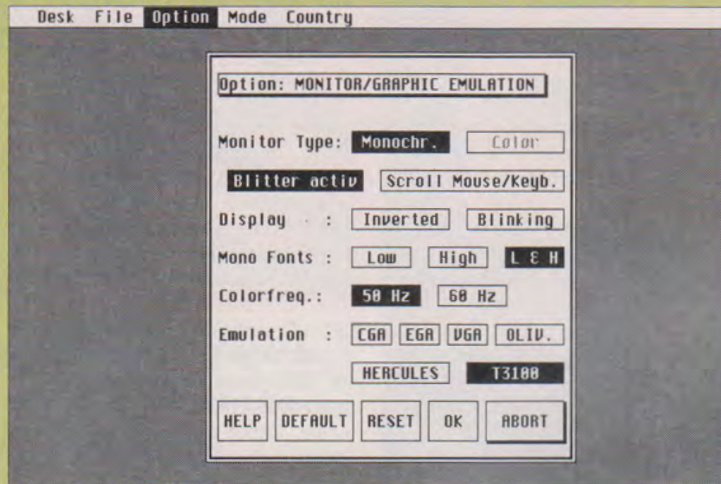 Desk File Option Mode Country
Option: MONITOR/GRAPHIC EMULATION
Monitor Type: Monochr. Color
Blitter activ Scroll Mouse/Keyb.
Display : Inverted Blinking
Mono Fonts : Low High L & H
Colorfreq.: 50 Hz 60 Hz
Emulation : CGA EGA VGA OLIV.
HERCULES T3100
HELP DEFAULT RESET OK ABORT